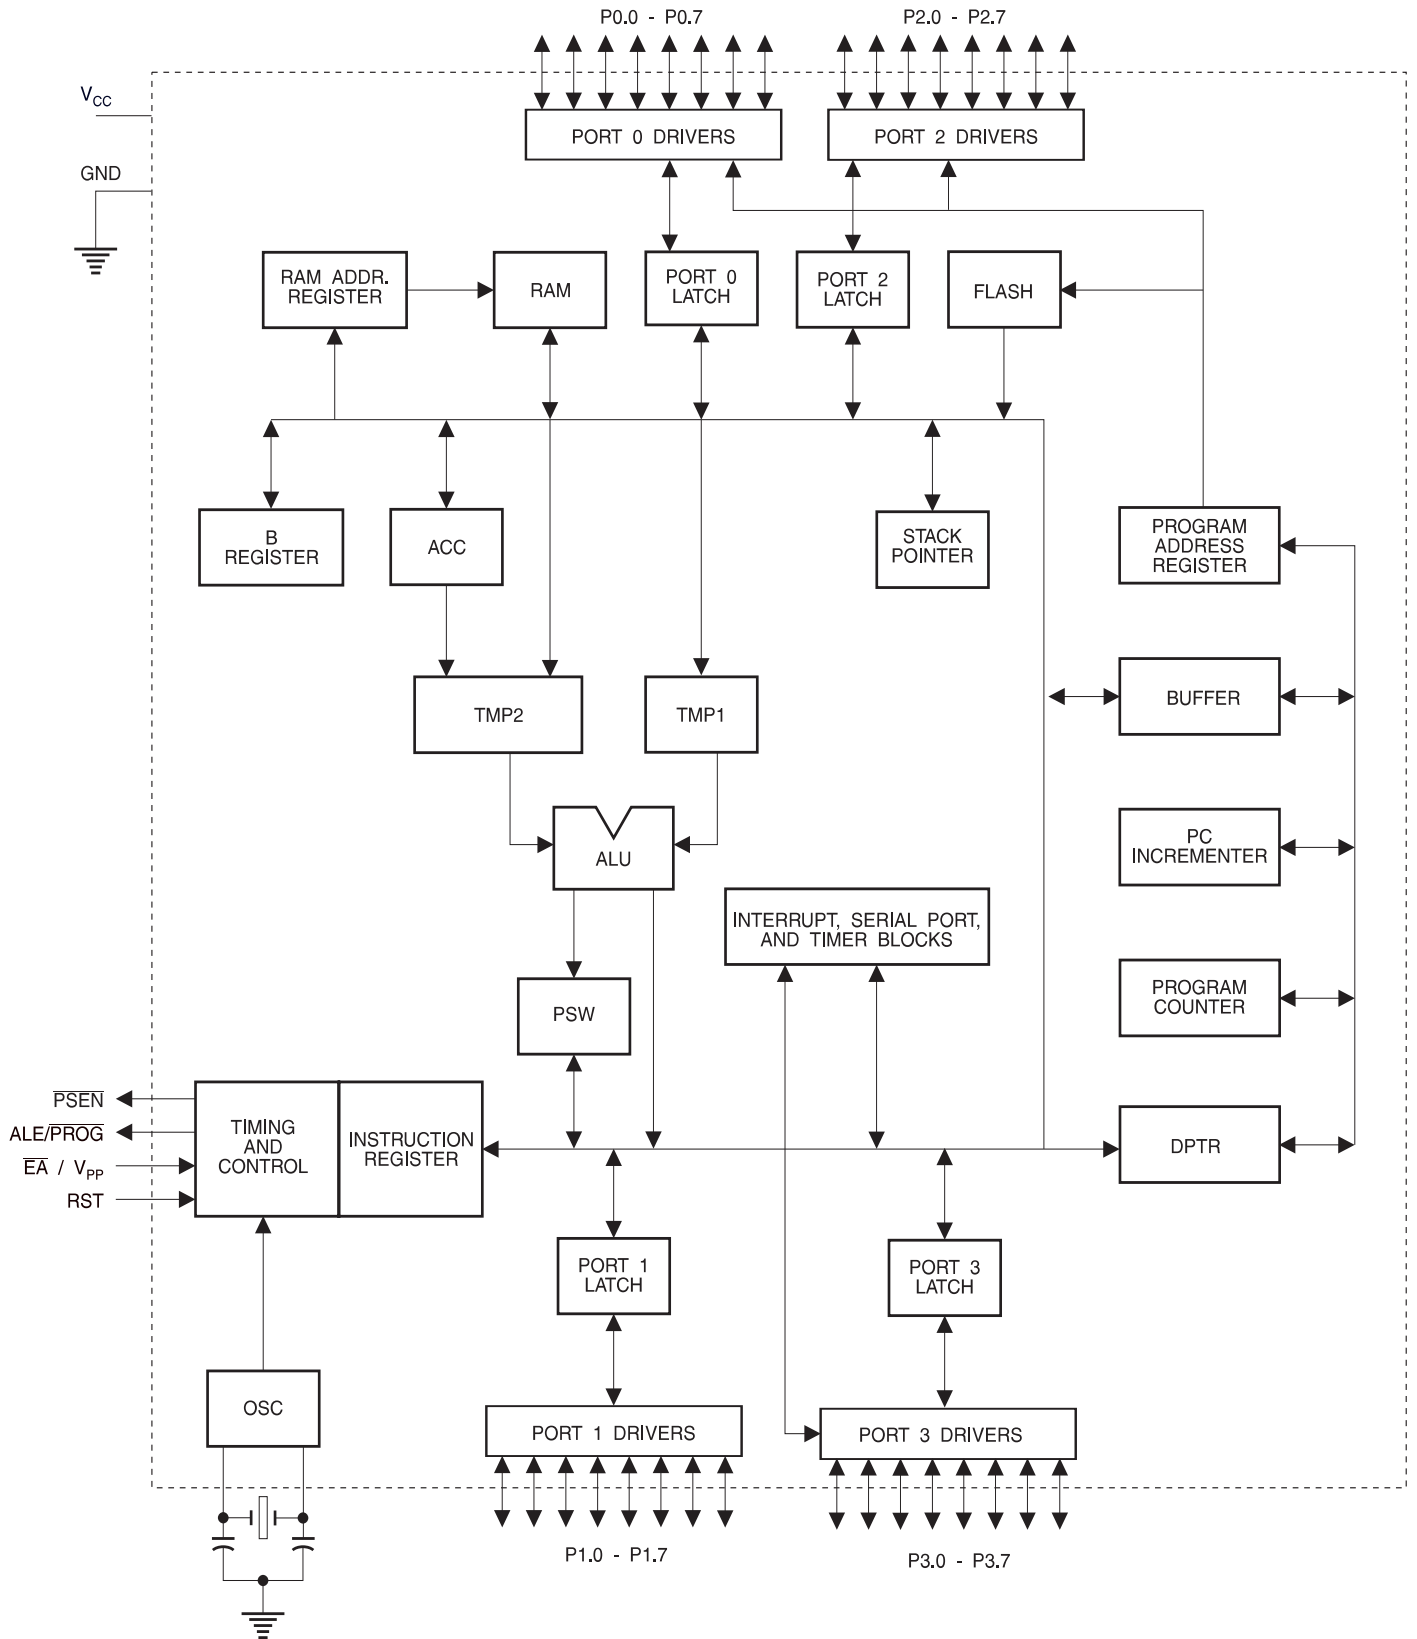 P0.0 - P0.7
P2.0 - P2.7
VCC
PORT 0 DRIVERS
PORT 2 DRIVERS
GND
RAM ADDR.
REGISTER
RAM
PORT 0
LATCH
PORT 2
LATCH
FLASH
B
REGISTER
ACC
STACK
POINTER
PROGRAM
ADDRESS
REGISTER
TMP2
TMP1
BUFFER
ALU
PC
INCREMENTER
INTERRUPT, SERIAL PORT,
AND TIMER BLOCKS
PSW
PROGRAM
COUNTER
PSEN
ALE/PROG
EA / VPP
RST
TIMING
AND
CONTROL
INSTRUCTION
REGISTER
DPTR
PORT 1
LATCH
PORT 3
LATCH
OSC
PORT 1 DRIVERS
PORT 3 DRIVERS
P1.0 - P1.7
P3.0 - P3.7